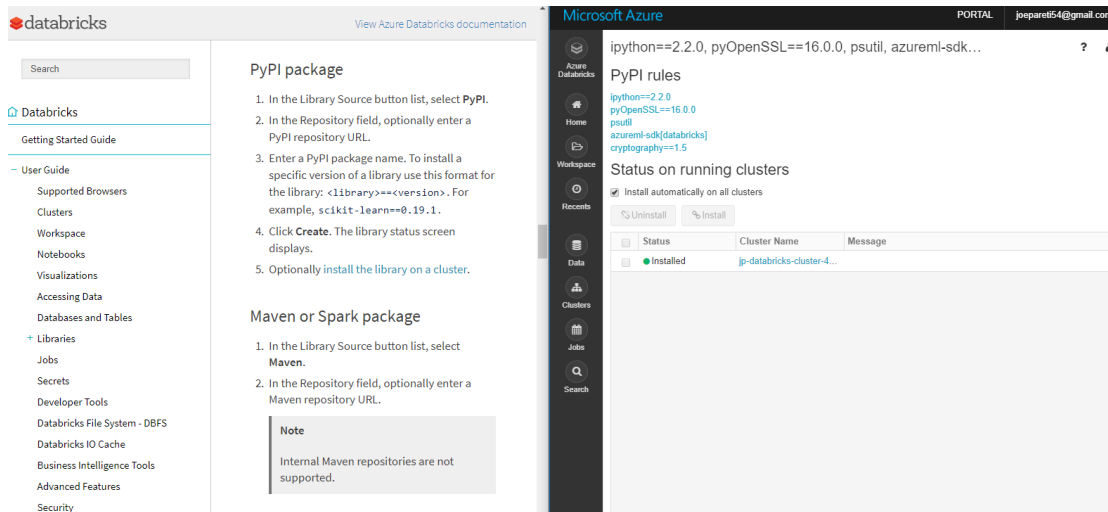 databricks
View Azure Databricks documentation
Search
Databricks
Getting Started Guide
User Guide
Supported Browsers
Clusters
Workspace
Notebooks
Visualizations
Accessing Data
Databases and Tables
+ Libraries
Jobs
Secrets
Developer Tools
Databricks File System - DBFS
Databricks IO Cache
Business Intelligence Tools
Advanced Features
Security
PyPI package
1. In the Library Source button list, select PyPI.
2. In the Repository field, optionally enter a
PyPI repository URL.
3. Enter a PyPI package name. To install a
specific version of a library use this format for
the library: <library>==<version>. For
example, scikit-learn==0.19.1.
4. Click Create. The library status screen
displays.
5. Optionally install the library on a cluster.
Maven or Spark package
1. In the Library Source button list, select
Maven.
2. In the Repository field, optionally enter a
Maven repository URL.
Note
Internal Maven repositories are not
supported.
Microsoft Azure
PORTAL
joepareti54@gmail.com
Azure
Databricks
Home
Workspace
Recents
Data
Clusters
Jobs
Search
ipython==2.2.0, pyOpenSSL==16.0.0, psutil, azureml-sdk…
?
PyPI rules
ipython==2.2.0
pyOpenSSL==16.0.0
psutil
azureml-sdk[databricks]
cryptography==1.5
Status on running clusters
Install automatically on all clusters
Uninstall
Install
Status Cluster Name Message
Installed jp-databricks-cluster-4...